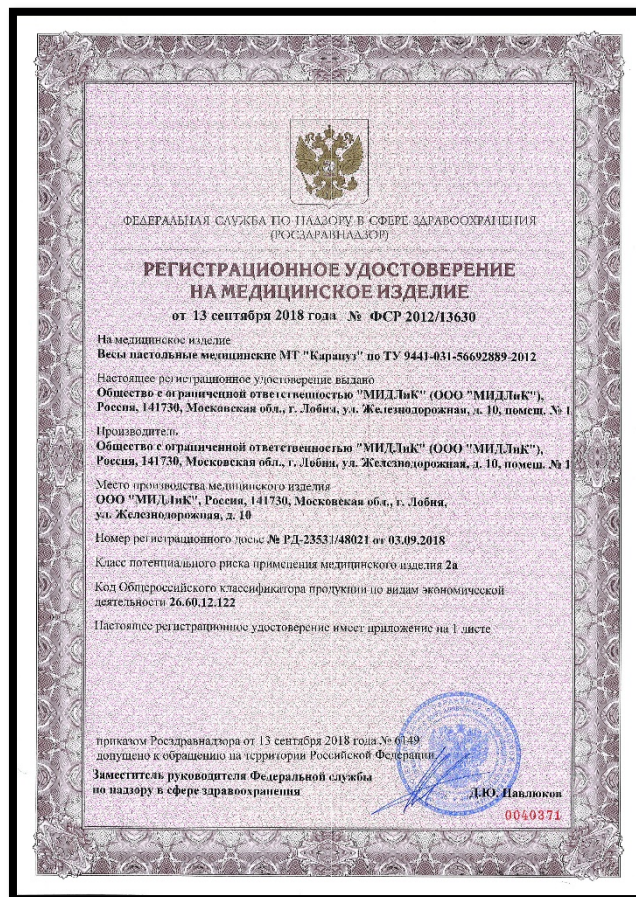 ФЕДЕРАЛЬНАЯ СЛУЖБА ПО НАДЗОРУ В СФЕРЕ ЗДРАВООХРАНЕНИЯ
(РОСЗДРАВНАДЗОР)
РЕГИСТРАЦИОННОЕ УДОСТОВЕРЕНИЕ
НА МЕДИЦИНСКОЕ ИЗДЕЛИЕ
от 13 сентября 2018 года № ФСР 2012/13630
На медицинское изделие
Весы настольные медицинские МТ "Карапуз" по ТУ 9441-031-56692889-2012
Настоящее регистрационное удостоверение выдано
Общество с ограниченной ответственностью "МИДЛиК" (ООО "МИДЛиК"),
Россия, 141730, Московская обл., г. Лобня, ул. Железнодорожная, д. 10, помещ. № 1
Производитель
Общество с ограниченной ответственностью "МИДЛиК" (ООО "МИДЛиК"),
Россия, 141730, Московская обл., г. Лобня, ул. Железнодорожная, д. 10, помещ. № 1
Место производства медицинского изделия
ООО "МИДЛиК", Россия, 141730, Московская обл., г. Лобня,
ул. Железнодорожная, д. 10
Номер регистрационного досье № РД-23531/48021 от 03.09.2018
Класс потенциального риска применения медицинского изделия 2а
Код Общероссийского классификатора продукции по видам экономической
деятельности 26.60.12.122
Настоящее регистрационное удостоверение имеет приложение на 1 листе
приказом Росздравнадзора от 13 сентября 2018 года № 6149
допущено к обращению на территории Российской Федерации.
Заместитель руководителя Федеральной службы
по надзору в сфере здравоохранения
Д.Ю. Павлюков
0040371